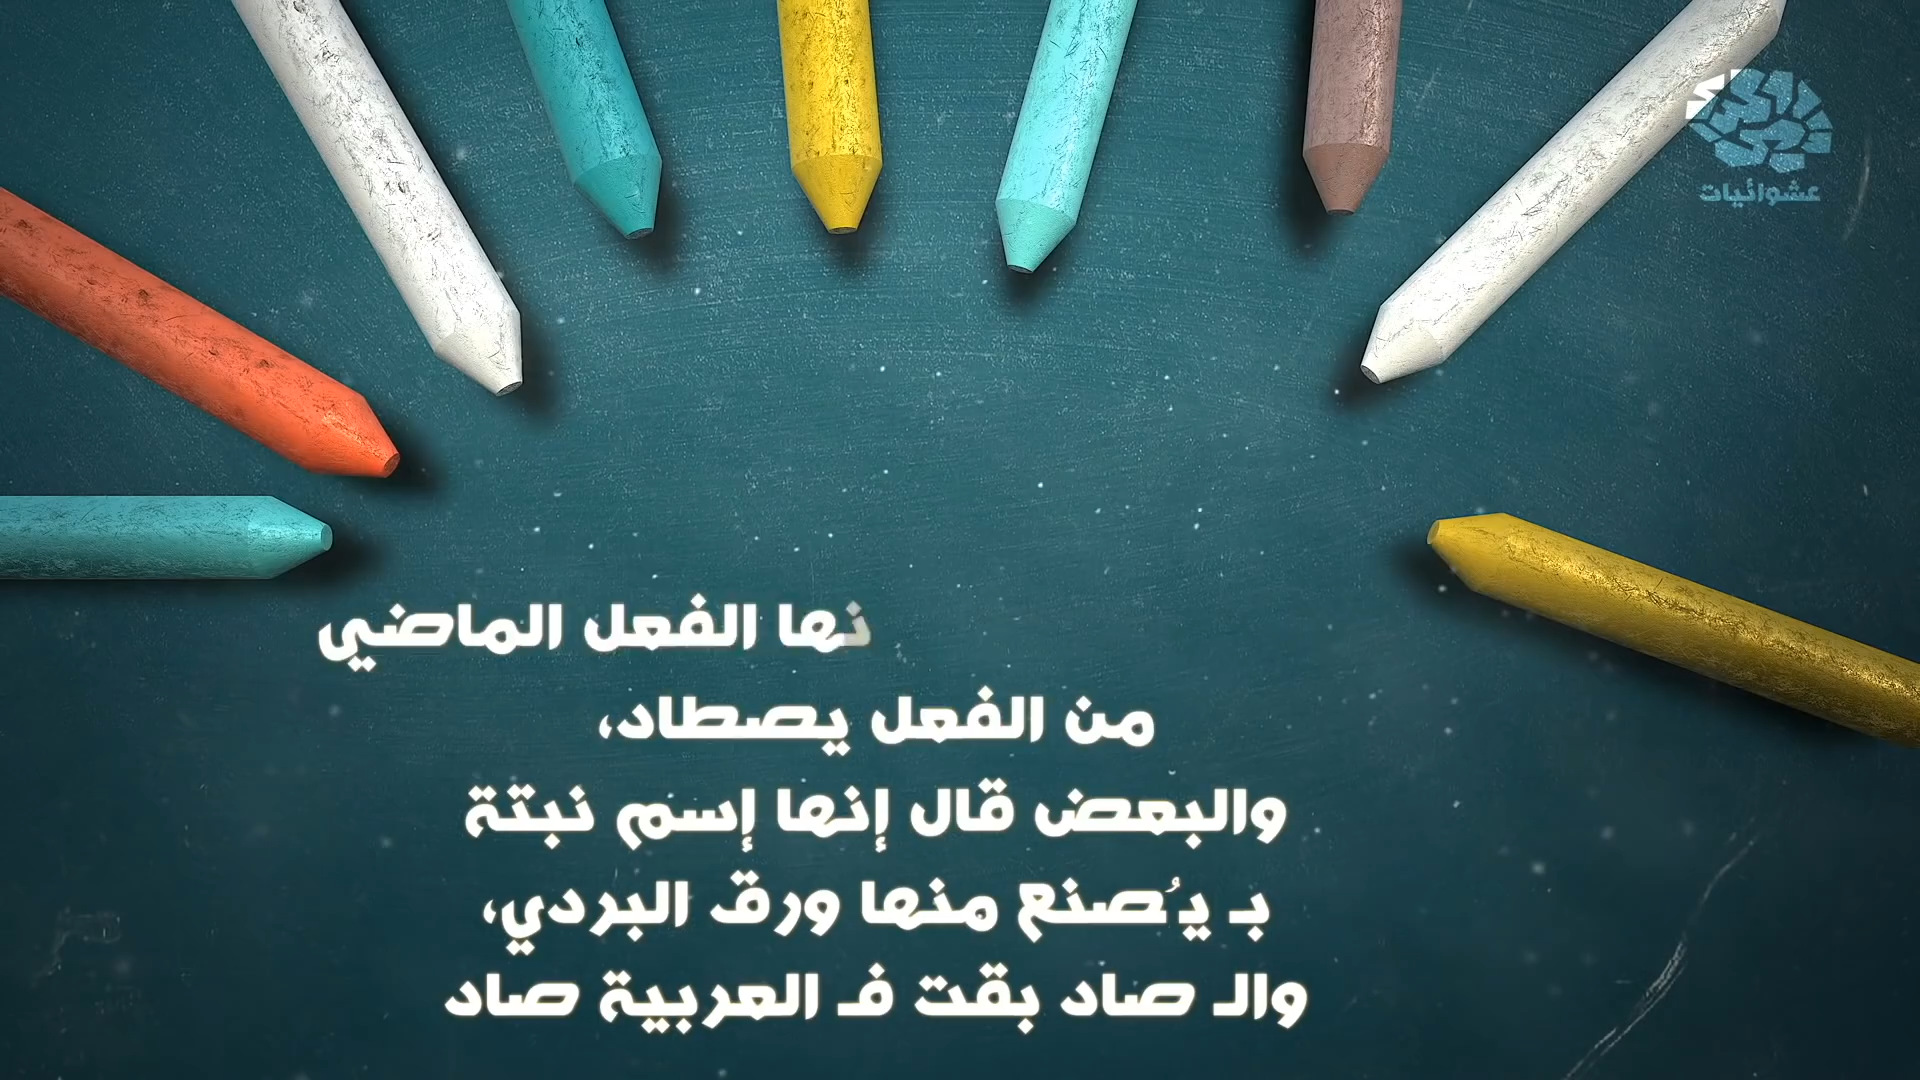 عشوائيات
نها الفعل الماضي
من الفعل يصطاد،
والبعض قال إنها إسم نبتة
بـ يُصنع منها ورق البردي،
والـ صاد بقت فـ العربية صاد